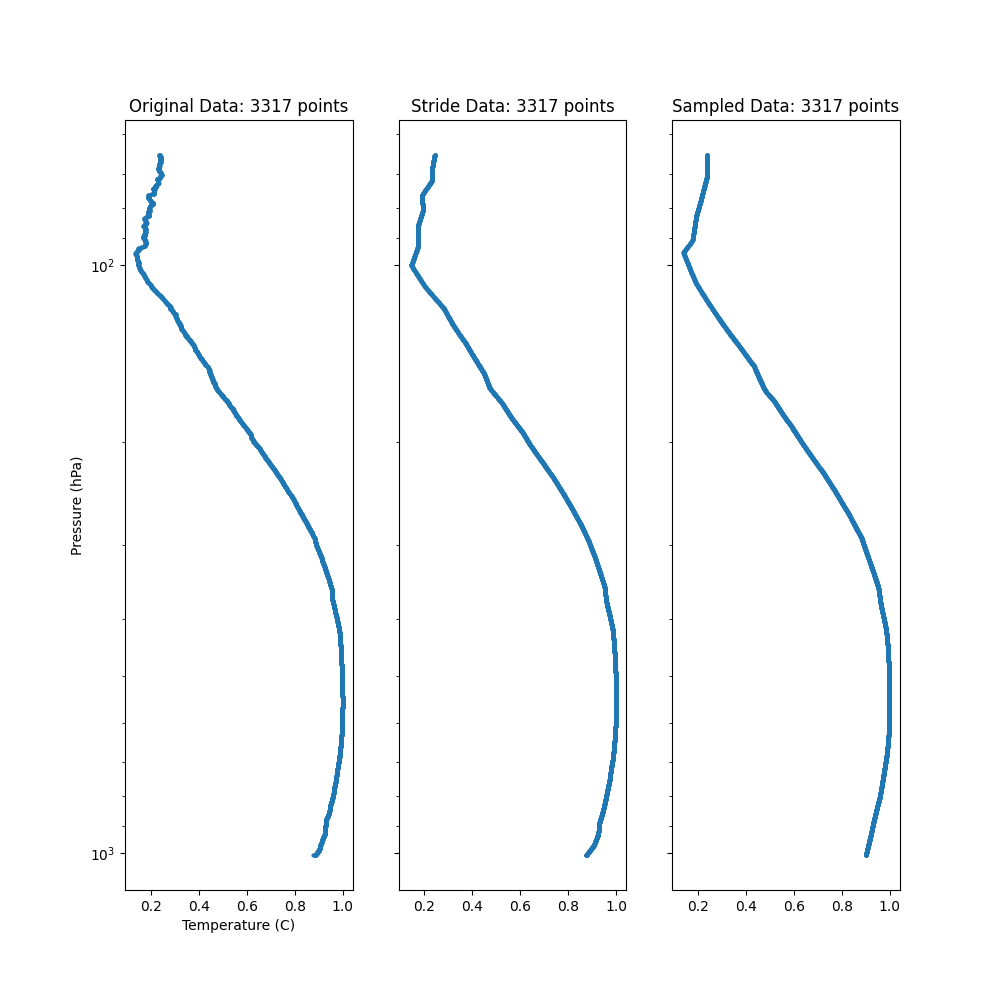 Original Data: 3317 points
Stride Data: 3317 points
Sampled Data: 3317 points
Pressure (hPa)
10²
10³
0.2 0.4 0.6 0.8 1.0
0.2 0.4 0.6 0.8 1.0
0.2 0.4 0.6 0.8 1.0
Temperature (C)